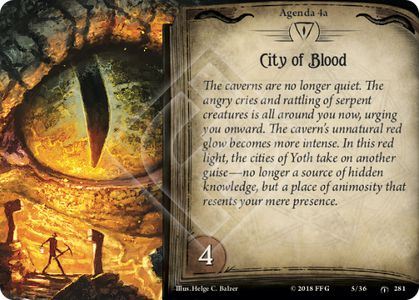 Agenda 4a
City of Blood
The caverns are no longer quiet. The
angry cries and rattling of serpent
creatures is all around you now, urging
you onward. The cavern's unnatural red
glow becomes more intense. In this red
light, the cities of Yoth take on another
guise—no longer a source of hidden
knowledge, but a place of animosity that
resents your mere presence.
4
Illus. Helge C. Balzer
© 2018 FFG
5/36
281